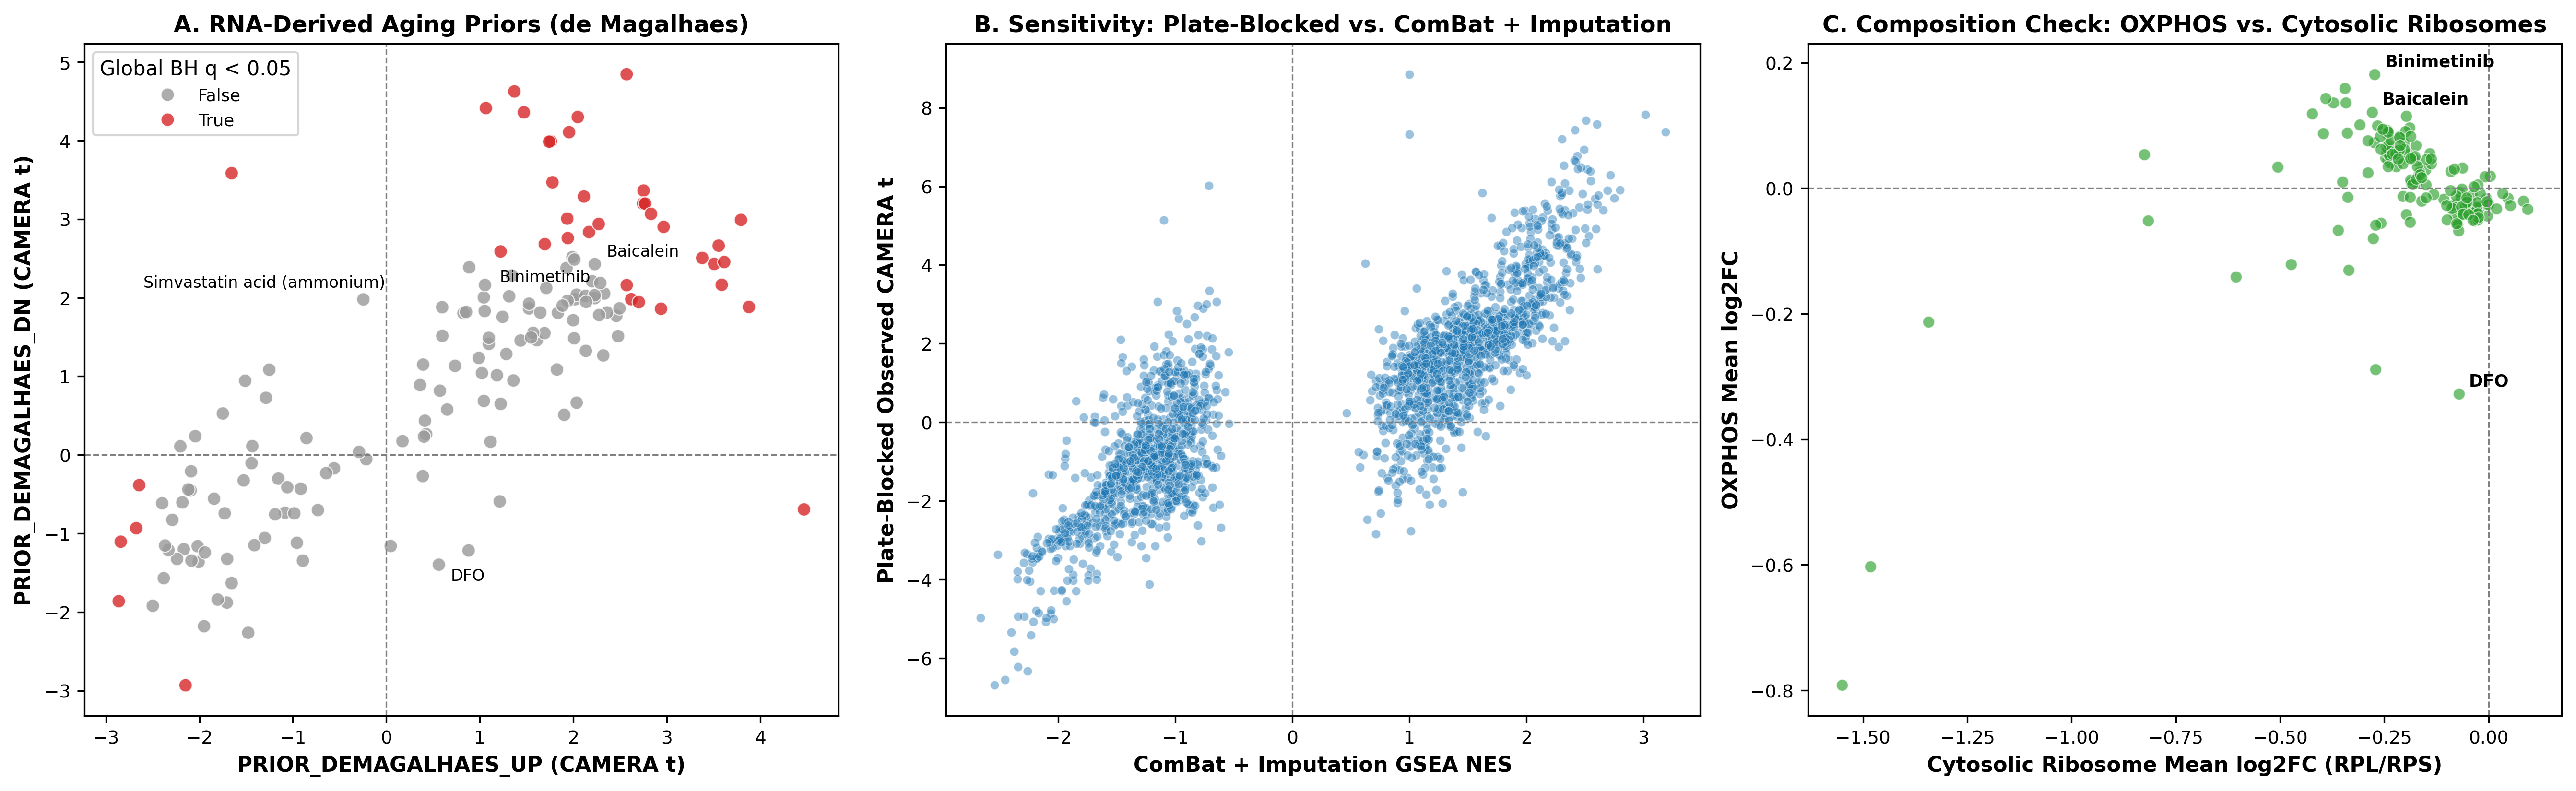 A. RNA-Derived Aging Priors (de Magalhaes)
Global BH q < 0.05
False
True
Simvastatin acid (ammonium)
Baicalein
Binimetinib
DFO
5
4
3
2
1
0
−1
−2
−3
PRIOR_DEMAGALHAES_DN (CAMERA t)
−3
−2
−1
0
1
2
3
4
PRIOR_DEMAGALHAES_UP (CAMERA t)
B. Sensitivity: Plate-Blocked vs. ComBat + Imputation
8
6
4
2
0
−2
−4
−6
Plate-Blocked Observed CAMERA t
−2
−1
0
1
2
3
ComBat + Imputation GSEA NES
C. Composition Check: OXPHOS vs. Cytosolic Ribosomes
Binimetinib
Baicalein
DFO
0.2
0.0
−0.2
−0.4
−0.6
−0.8
OXPHOS Mean log2FC
−1.50
−1.25
−1.00
−0.75
−0.50
−0.25
0.00
Cytosolic Ribosome Mean log2FC (RPL/RPS)